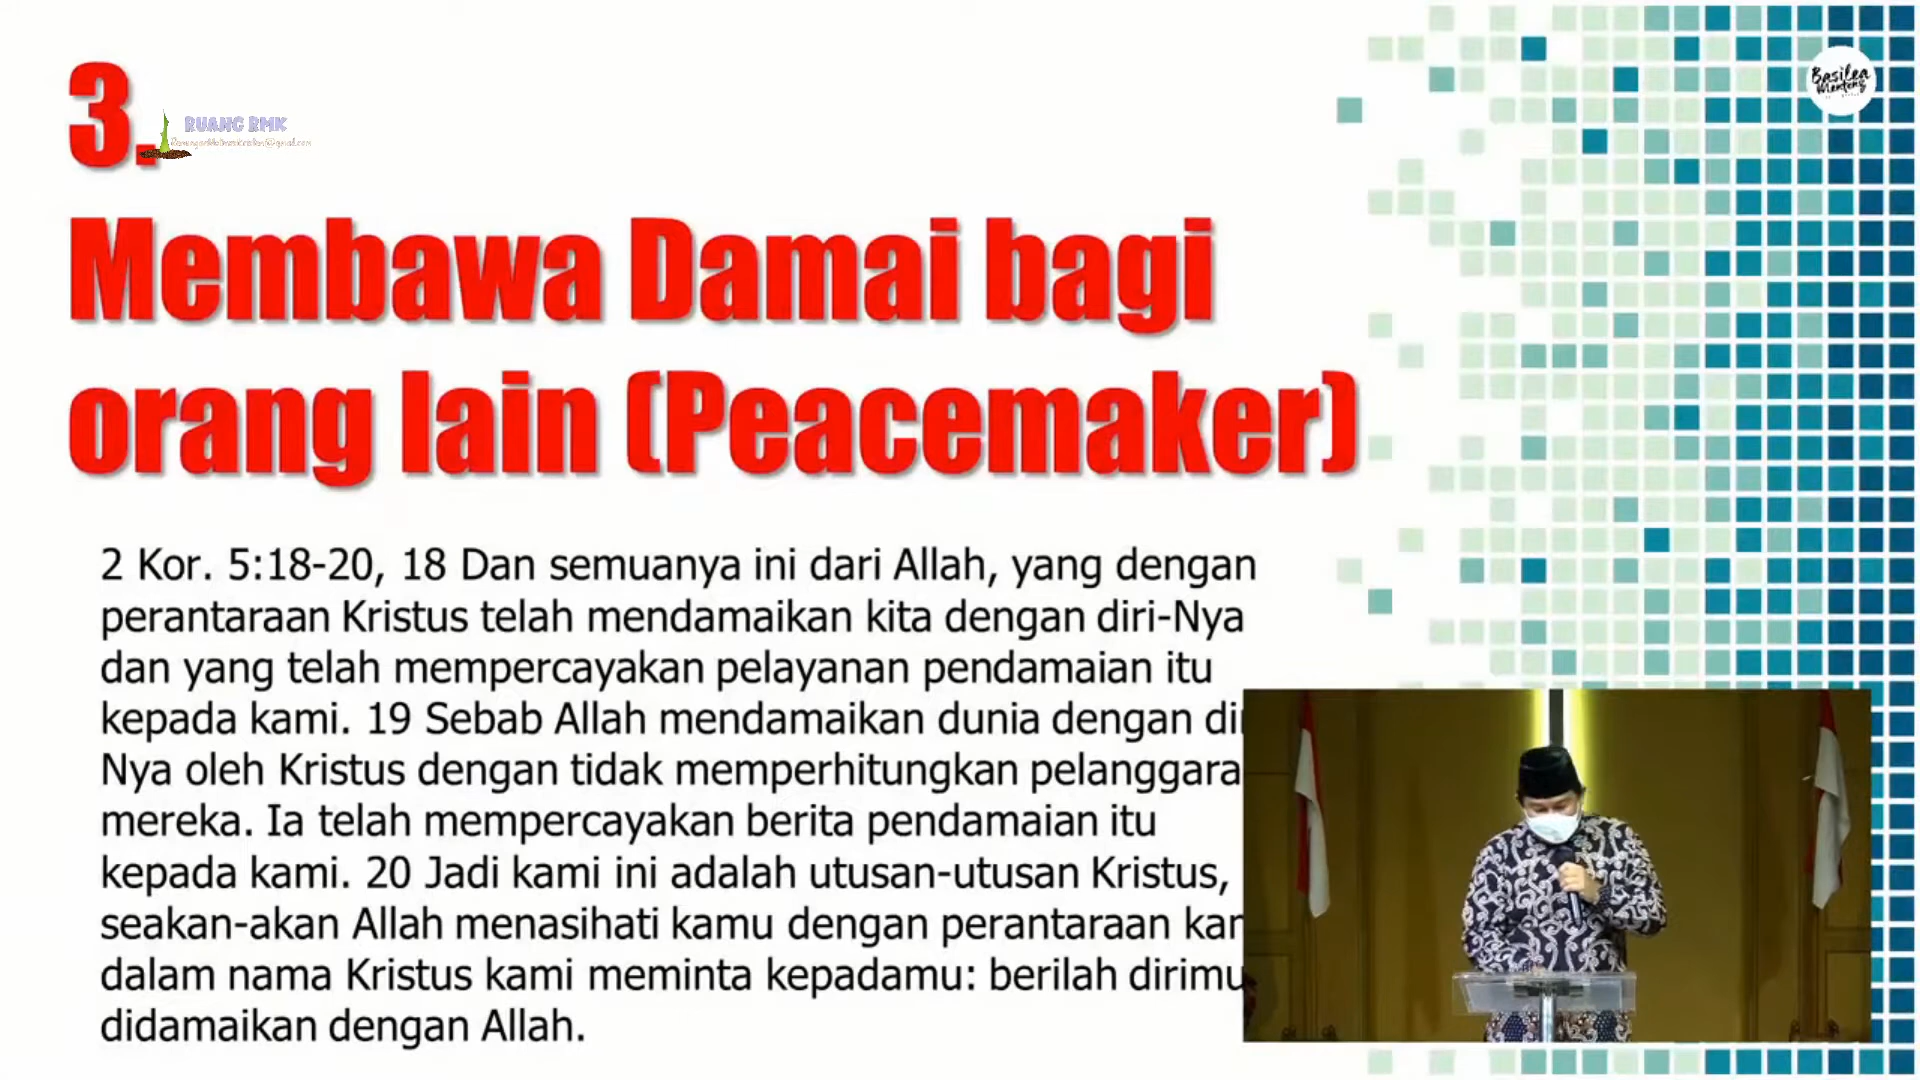 3.
RUANG RMK
Membawa Damai bagi
orang lain (Peacemaker)
2 Kor. 5:18-20, 18 Dan semuanya ini dari Allah, yang dengan
perantaraan Kristus telah mendamaikan kita dengan diri-Nya
dan yang telah mempercayakan pelayanan pendamaian itu
kepada kami. 19 Sebab Allah mendamaikan dunia dengan di
Nya oleh Kristus dengan tidak memperhitungkan pelanggara
mereka. Ia telah mempercayakan berita pendamaian itu
kepada kami. 20 Jadi kami ini adalah utusan-utusan Kristus,
seakan-akan Allah menasihati kamu dengan perantaraan kam
dalam nama Kristus kami meminta kepadamu: berilah dirimu
didamaikan dengan Allah.
Basilea
Menteng